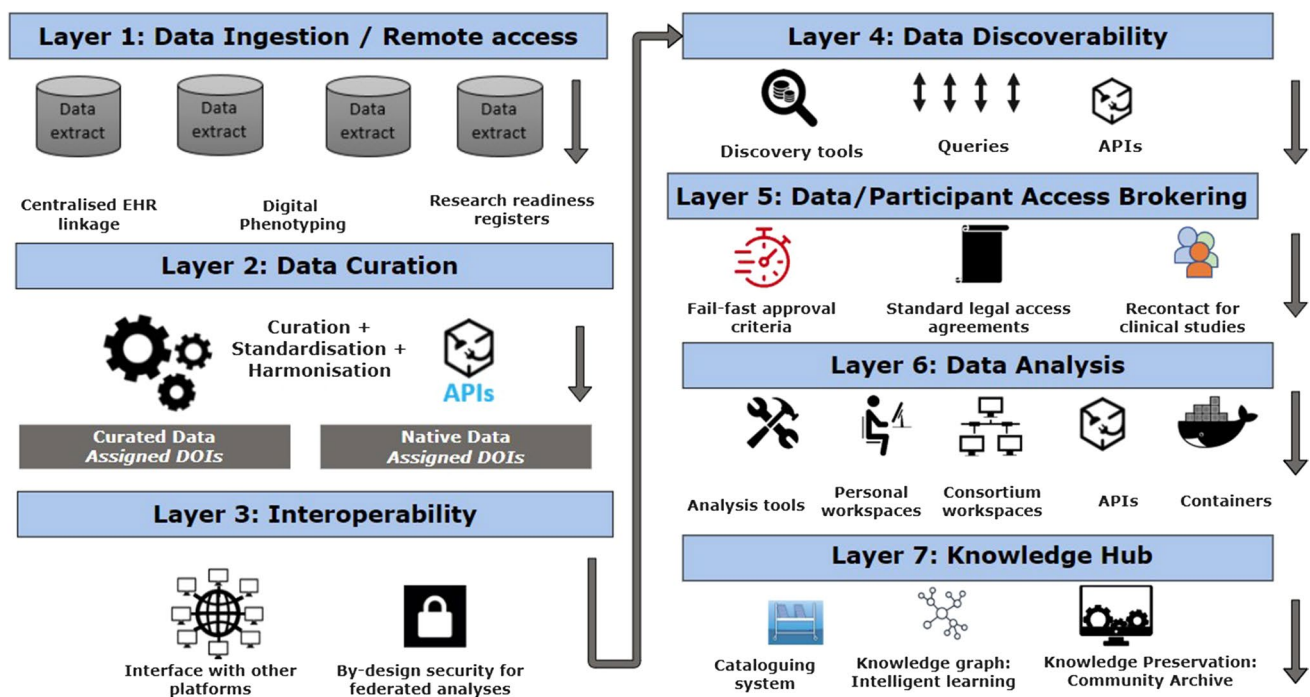 Layer 1: Data Ingestion / Remote access
Data
extract
Data
extract
Data
extract
Data
extract
Centralised EHR
linkage
Digital
Phenotyping
Research readiness
registers
Layer 2: Data Curation
Curation +
Standardisation +
Harmonisation
APIs
Curated Data
Assigned DOIs
Native Data
Assigned DOIs
Layer 3: Interoperability
Interface with other
platforms
By-design security for
federated analyses
Layer 4: Data Discoverability
Discovery tools
Queries
APIs
Layer 5: Data/Participant Access Brokering
Fail-fast approval
criteria
Standard legal access
agreements
Recontact for
clinical studies
Layer 6: Data Analysis
Analysis tools
Personal
workspaces
Consortium
workspaces
APIs
Containers
Layer 7: Knowledge Hub
Cataloguing
system
Knowledge graph:
Intelligent learning
Knowledge Preservation:
Community Archive